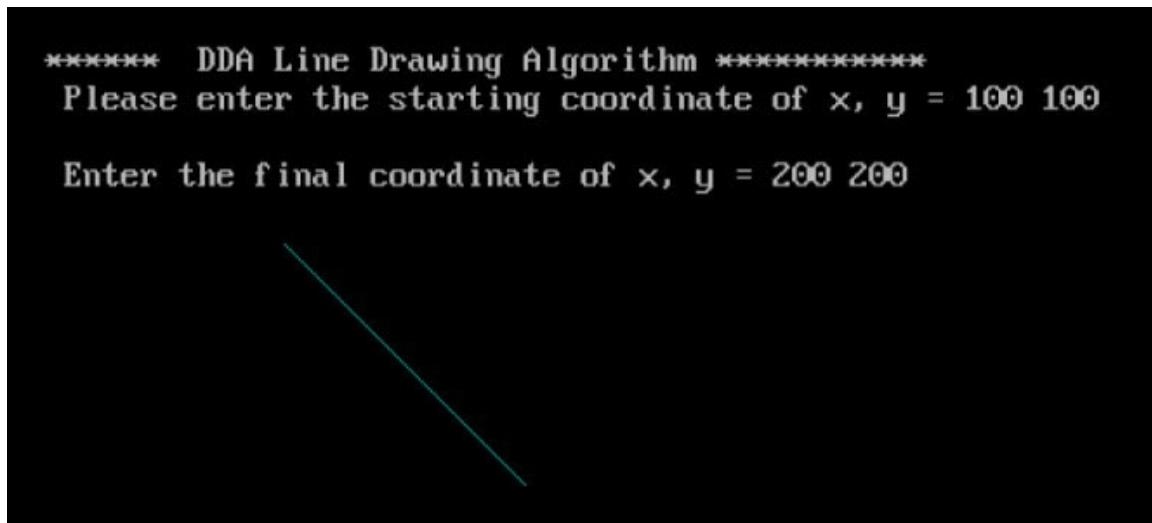 ****** DDA Line Drawing Algorithm ***********
Please enter the starting coordinate of x, y = 100 100
Enter the final coordinate of x, y = 200 200